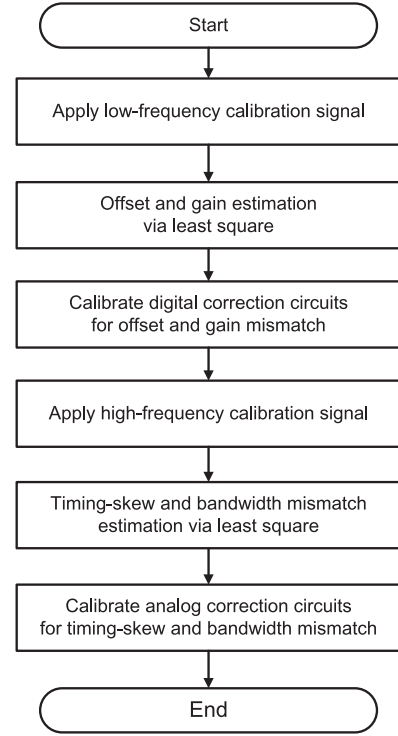 Start
Apply low-frequency calibration signal
Offset and gain estimation
via least square
Calibrate digital correction circuits
for offset and gain mismatch
Apply high-frequency calibration signal
Timing-skew and bandwidth mismatch
estimation via least square
Calibrate analog correction circuits
for timing-skew and bandwidth mismatch
End